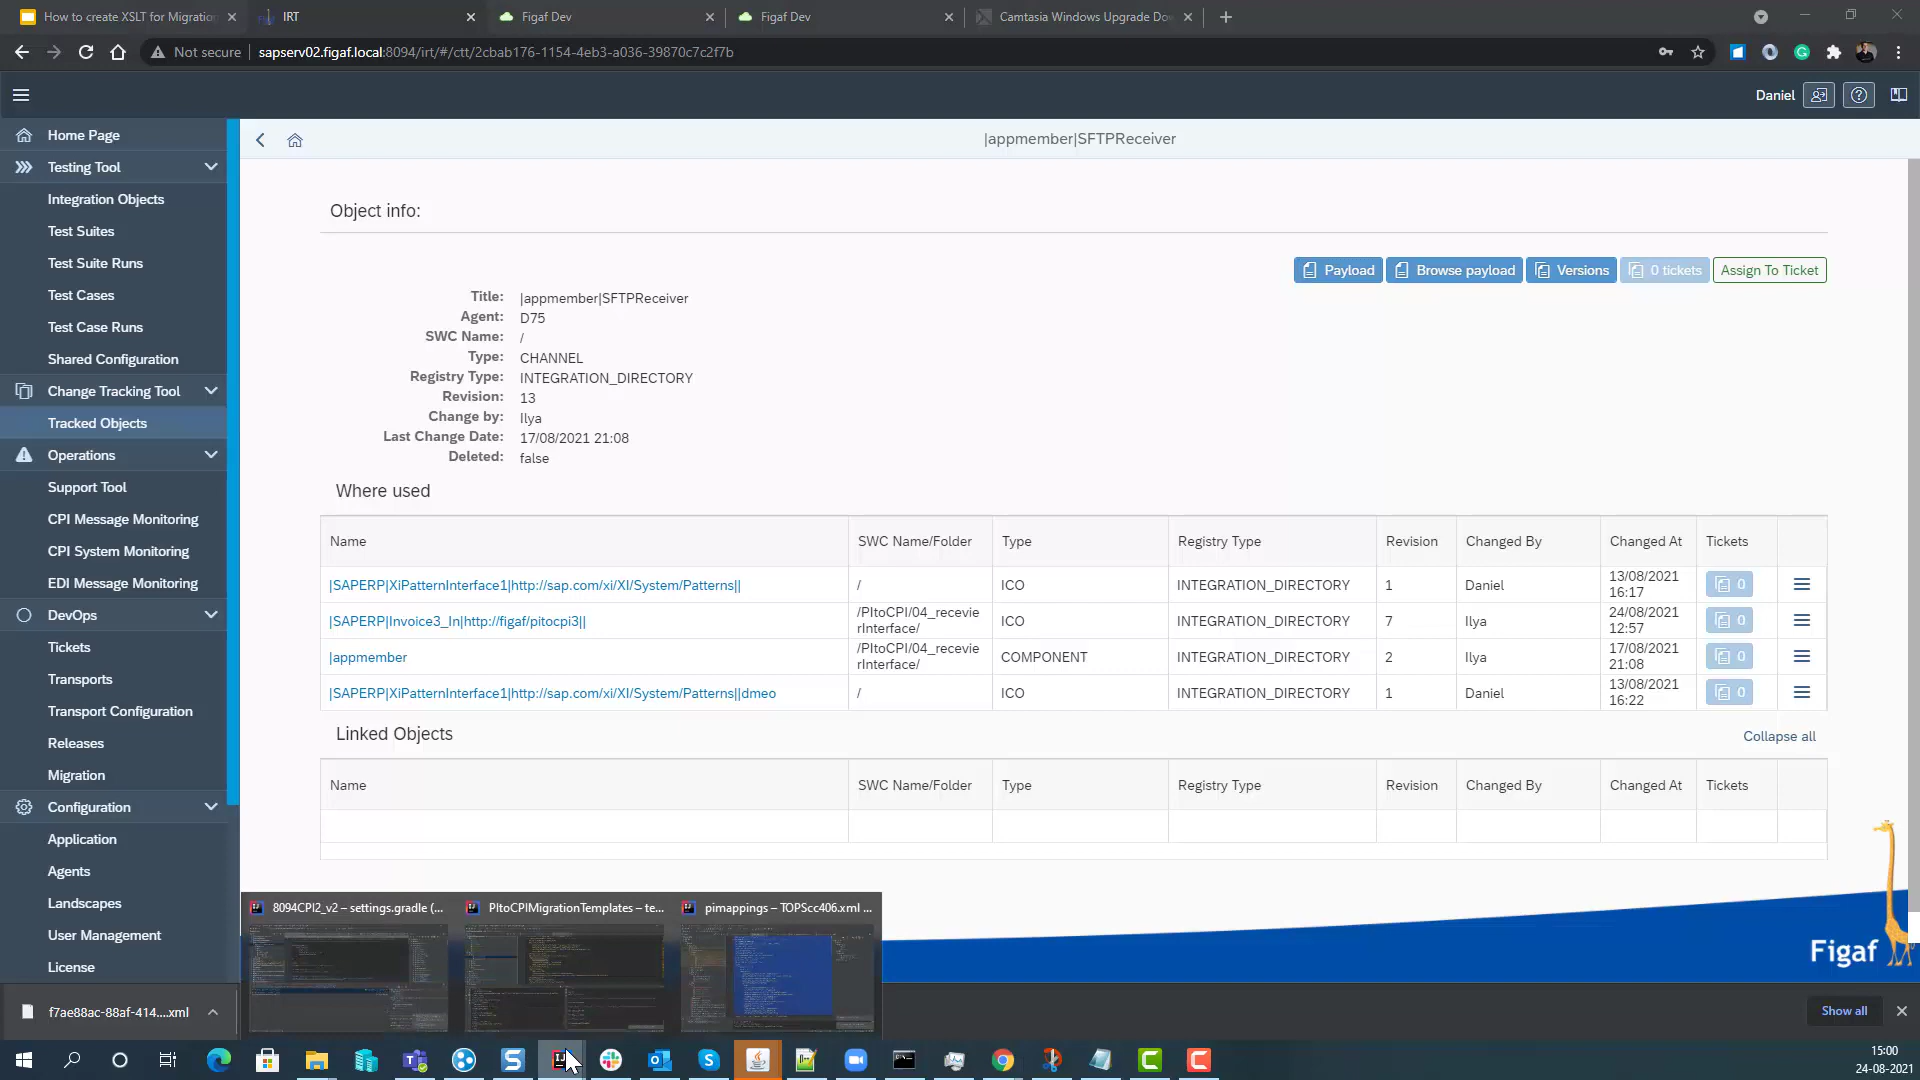 How to create XSLT for Migration
IRT
Figaf Dev
Figaf Dev
Camtasia Windows Upgrade Do
Not secure
sapserv02.figaf.local:8094/irt/#/ctt/2cbab176-1154-4eb3-a036-39870c7c2f7b
Daniel
Home Page
Testing Tool
Integration Objects
Test Suites
Test Suite Runs
Test Cases
Test Case Runs
Shared Configuration
Change Tracking Tool
Tracked Objects
Operations
Support Tool
CPI Message Monitoring
CPI System Monitoring
EDI Message Monitoring
DevOps
Tickets
Transports
Transport Configuration
Releases
Migration
Configuration
Application
Agents
Landscapes
User Management
License
|appmember|SFTPReceiver
Object info:
Payload
Browse payload
Versions
0 tickets
Assign To Ticket
Title: |appmember|SFTPReceiver
Agent: D75
SWC Name: /
Type: CHANNEL
Registry Type: INTEGRATION_DIRECTORY
Revision: 13
Change by: Ilya
Last Change Date: 17/08/2021 21:08
Deleted: false
Where used
Name SWC Name/Folder Type Registry Type Revision Changed By Changed At Tickets
|SAPERP|XiPatternInterface1|http://sap.com/xi/XI/System/Patterns|| / ICO INTEGRATION_DIRECTORY 1 Daniel 13/08/2021 16:17 0
|SAPERP|Invoice3_In|http://figaf/pitocpi3|| /PItoCPI/04_recevierInterface/ ICO INTEGRATION_DIRECTORY 7 Ilya 24/08/2021 12:57 0
|appmember /PItoCPI/04_recevierInterface/ COMPONENT INTEGRATION_DIRECTORY 2 Ilya 17/08/2021 21:08 0
|SAPERP|XiPatternInterface1|http://sap.com/xi/XI/System/Patterns||dmeo / ICO INTEGRATION_DIRECTORY 1 Daniel 13/08/2021 16:22 0
Linked Objects
Collapse all
Name SWC Name/Folder Type Registry Type Revision Changed By Changed At Tickets
8094CPI2_v2 – settings.gradle (...
PItoCPIMigrationTemplates – te...
pimappings – TOPScc406.xml ...
Figaf
f7ae88ac-88af-414....xml
Show all
15:00
24-08-2021